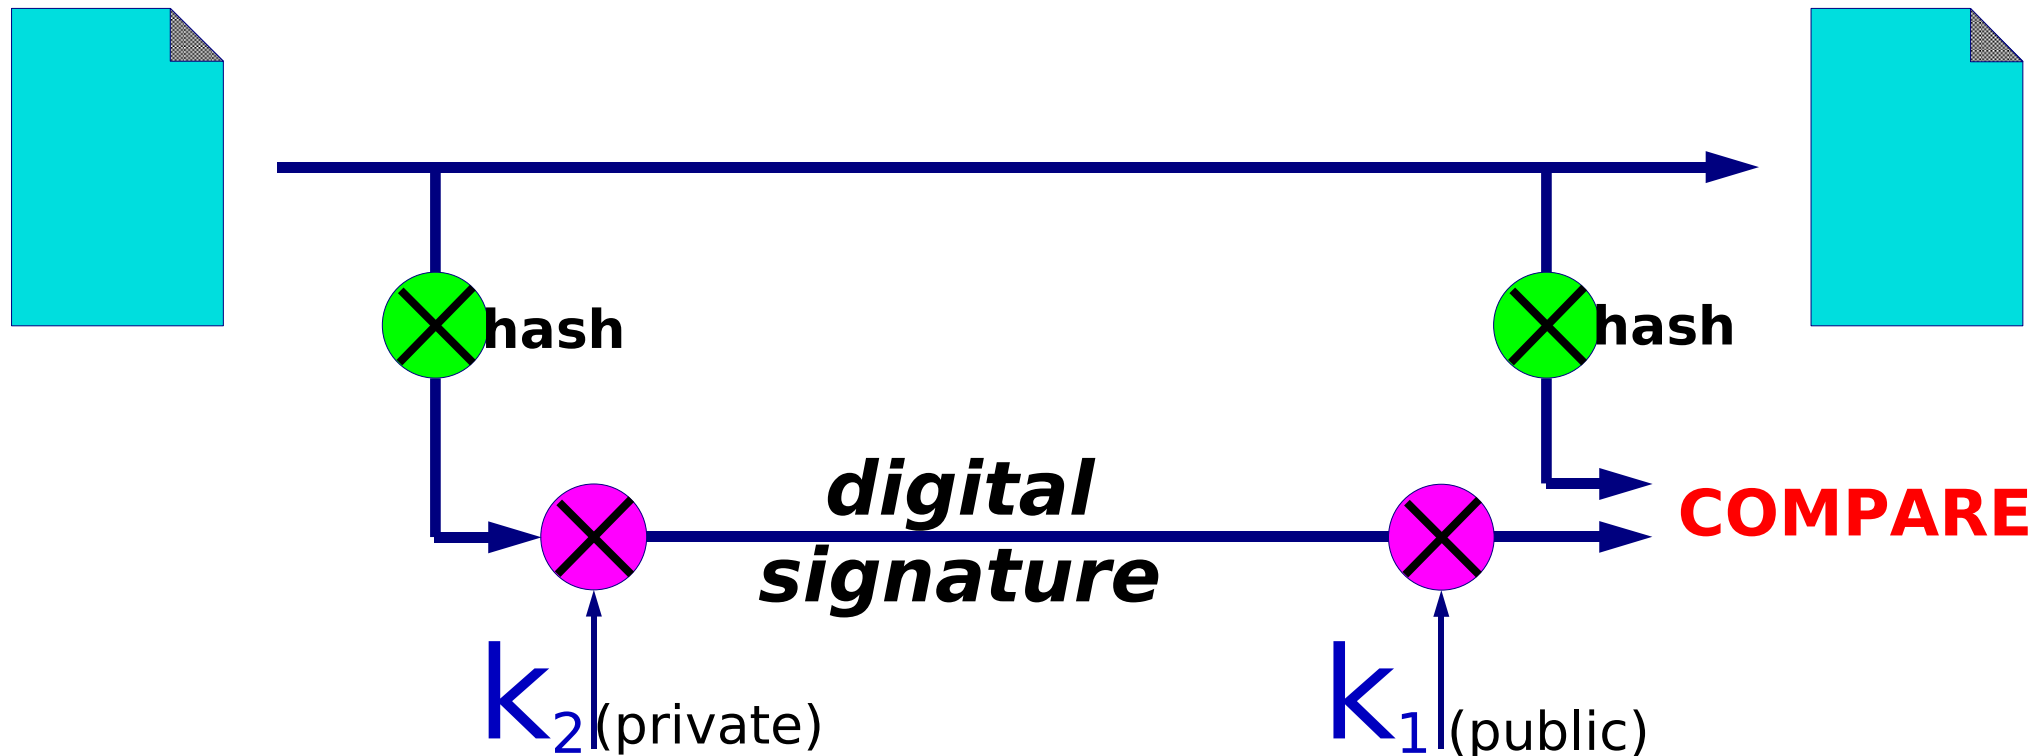 hash
hash
digital
signature
COMPARE
k2(private)
k1(public)